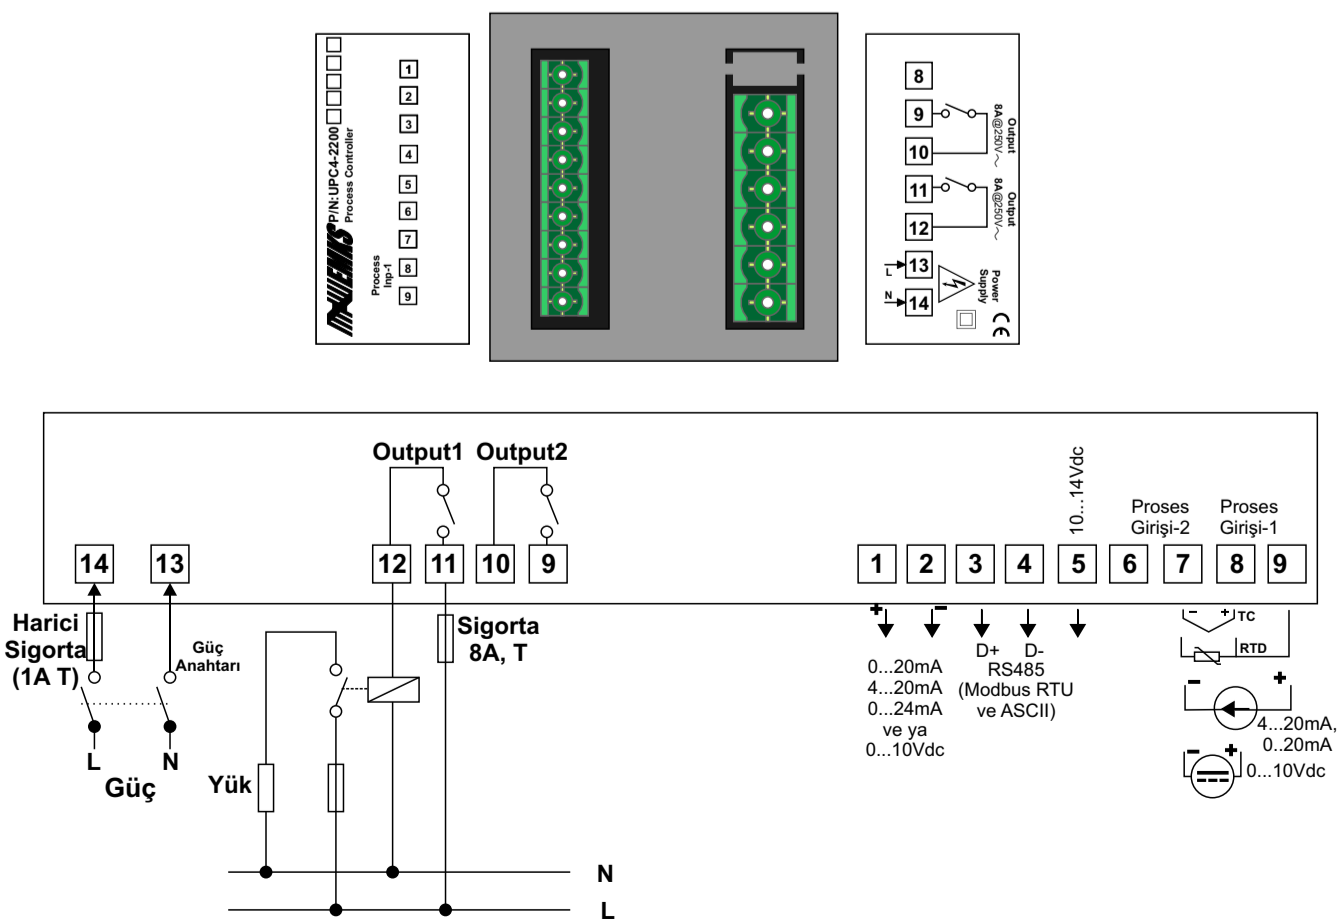 P/N:UPC4-2200
Process Controller
EMKS
1
2
3
4
5
6
7
8
9
Process
Inp-1
8
9
10
11
12
13
14
L
N
Output
8A@250V
Output
8A@250V
Power
Supply
CE
Output1 Output2
10...14Vdc
Proses
Girişi-2
Proses
Girişi-1
14 13 12 11 10 9 1 2 3 4 5 6 7 8 9
Harici
Sigorta
(1A T)
Güç
Anahtarı
L N
Güç
Sigorta
8A, T
Yük
N
L
+ -
0...20mA
4...20mA
0...24mA
ve ya
0...10Vdc
D+ D-
RS485
(Modbus RTU
ve ASCII)
- + TC
RTD
- +
4...20mA,
0..20mA
- +
0...10Vdc